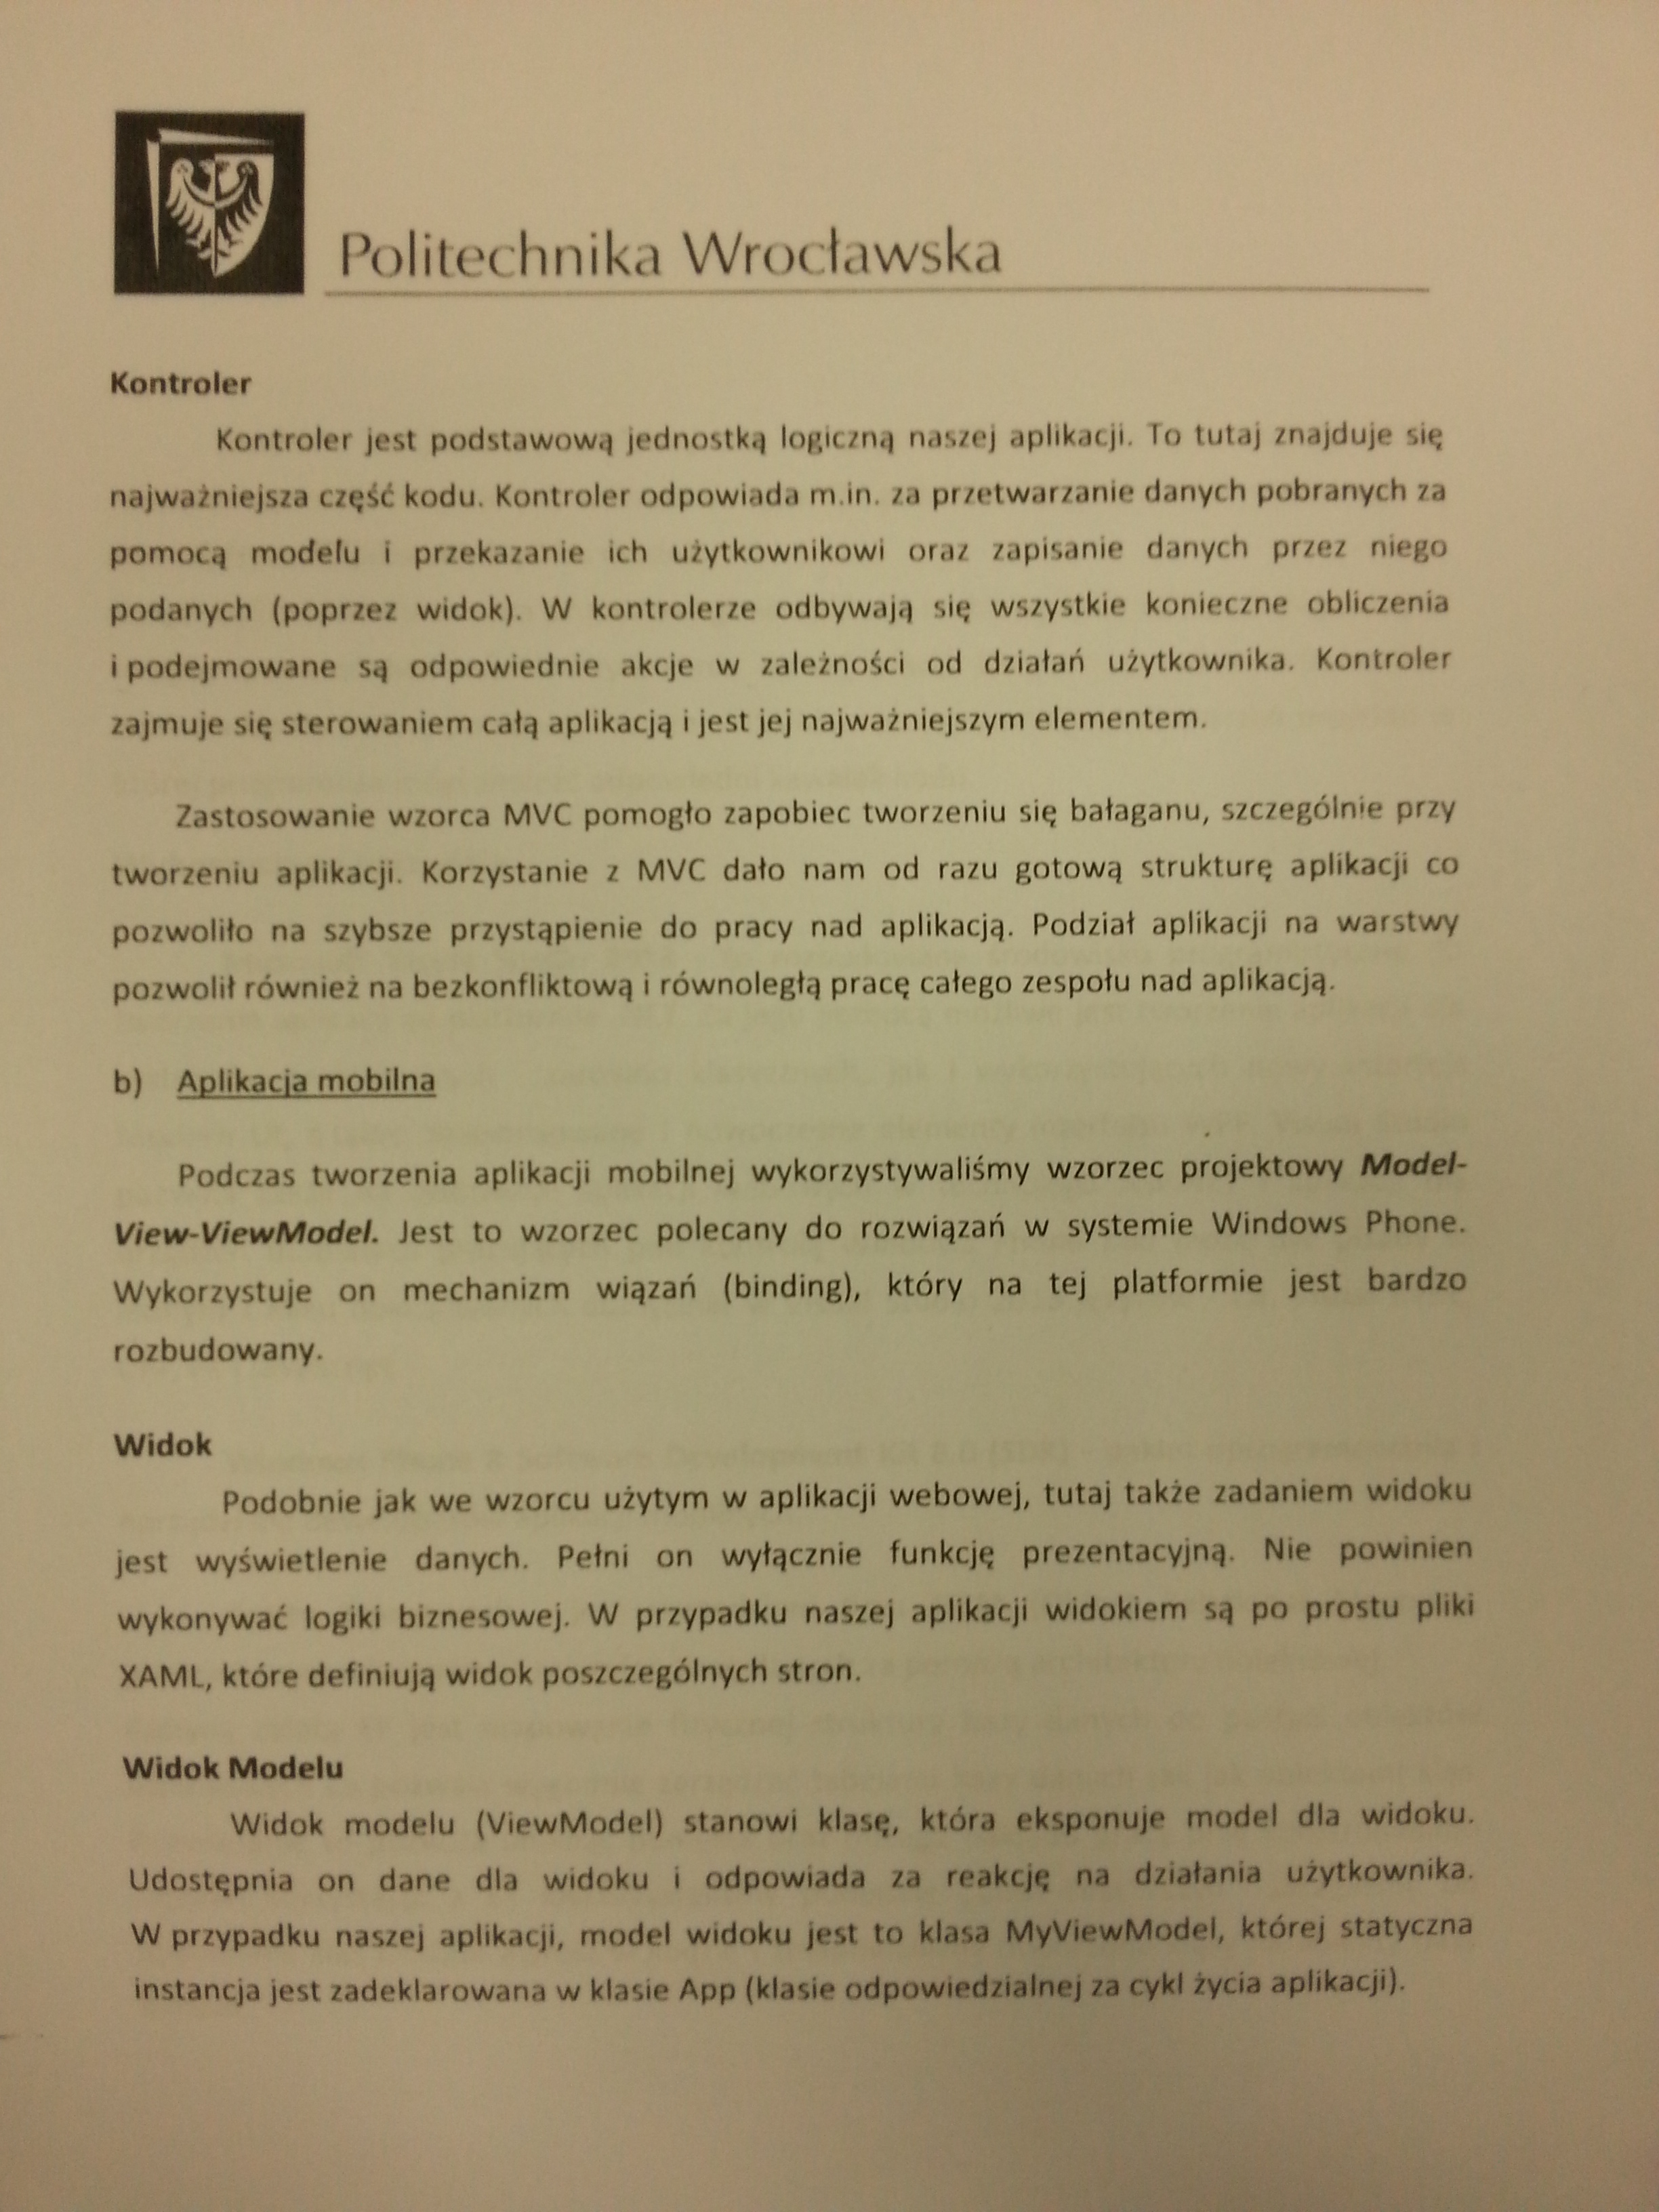 Politechnika Wrocławska
Kontroler
Kontroler jest podstawową jednostką logiczną naszej aplikacji. To tutaj znajduje się
najważniejsza część kodu. Kontroler odpowiada m.in. za przetwarzanie danych pobranych za
pomocą modelu i przekazanie ich użytkownikowi oraz zapisanie danych przez niego
podanych (poprzez widok). W kontrolerze odbywają się wszystkie konieczne obliczenia
i podejmowane są odpowiednie akcje w zależności od działań użytkownika. Kontroler
zajmuje się sterowaniem całą aplikacją i jest jej najważniejszym elementem.
Zastosowanie wzorca MVC pomogło zapobiec tworzeniu się bałaganu, szczególnie przy
tworzeniu aplikacji. Korzystanie z MVC dało nam od razu gotową strukturę aplikacji co
pozwoliło na szybsze przystąpienie do pracy nad aplikacją. Podział aplikacji na warstwy
pozwolił również na bezkonfliktową i równoległą pracę całego zespołu nad aplikacją.
b) Aplikacja mobilna
Podczas tworzenia aplikacji mobilnej wykorzystywaliśmy wzorzec projektowy Model-
View-ViewModel. Jest to wzorzec polecany do rozwiązań w systemie Windows Phone.
Wykorzystuje on mechanizm wiązań (binding), który na tej platformie jest bardzo
rozbudowany.
Widok
Podobnie jak we wzorcu użytym w aplikacji webowej, tutaj także zadaniem widoku
jest wyświetlenie danych. Pełni on wyłącznie funkcję prezentacyjną. Nie powinien
wykonywać logiki biznesowej. W przypadku naszej aplikacji widokiem są po prostu pliki
XAML, które definiują widok poszczególnych stron.
Widok Modelu
Widok modelu (ViewModel) stanowi klasę, która eksponuje model dla widoku.
Udostępnia on dane dla widoku i odpowiada za reakcję na działania użytkownika.
W przypadku naszej aplikacji, model widoku jest to klasa MyViewModel, której statyczna
instancja jest zadeklarowana w klasie App (klasie odpowiedzialnej za cykl życia aplikacji).